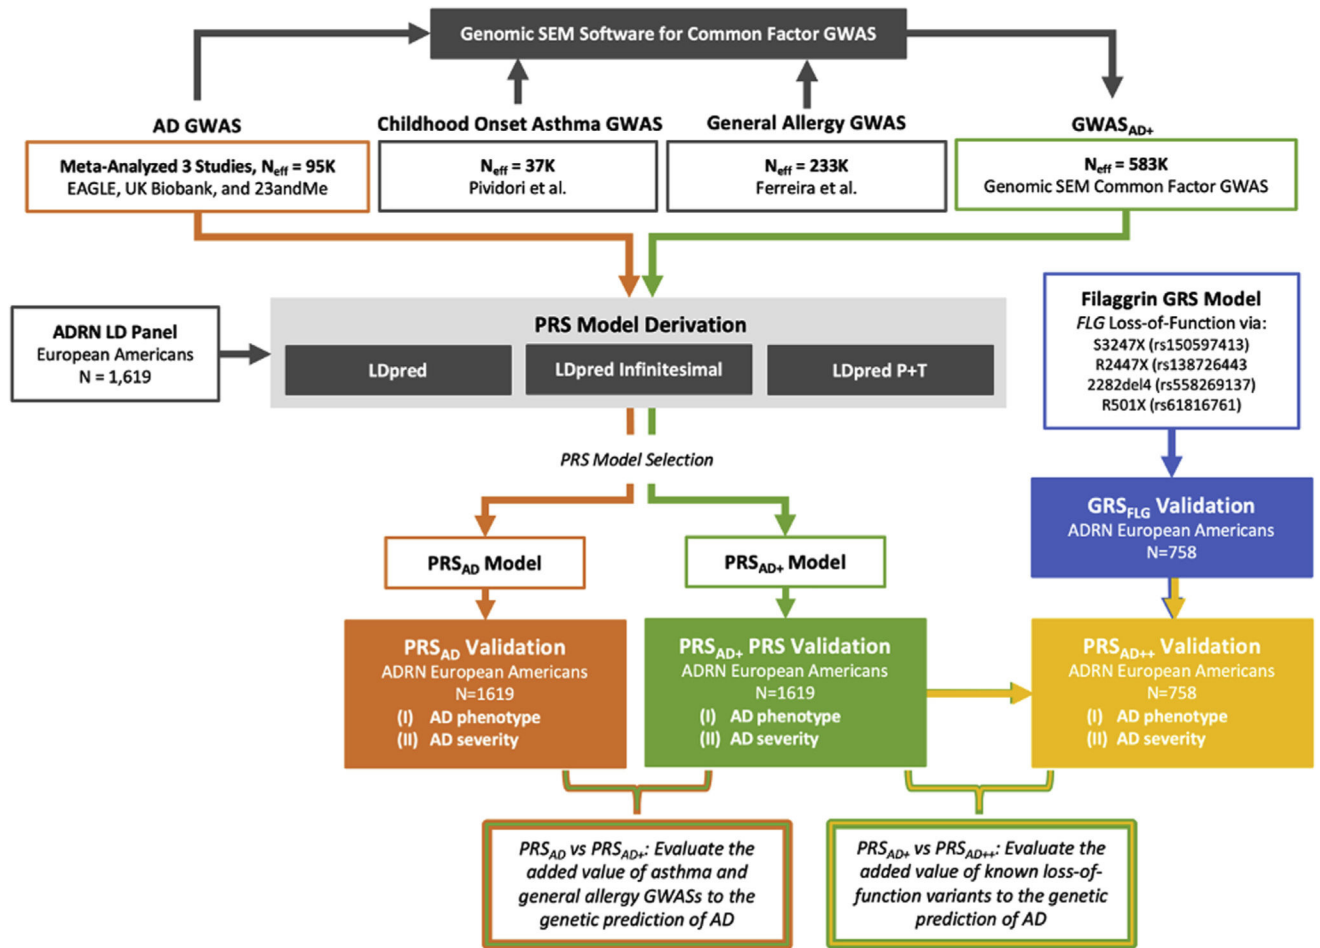 Genomic SEM Software for Common Factor GWAS
AD GWAS
Meta-Analyzed 3 Studies, Neff = 95K
EAGLE, UK Biobank, and 23andMe
Childhood Onset Asthma GWAS
Neff = 37K
Pividori et al.
General Allergy GWAS
Neff = 233K
Ferreira et al.
GWASAD+
Neff = 583K
Genomic SEM Common Factor GWAS
ADRN LD Panel
European Americans
N = 1,619
PRS Model Derivation
LDpred
LDpred Infinitesimal
LDpred P+T
Filaggrin GRS Model
FLG Loss-of-Function via:
S3247X (rs150597413)
R2447X (rs138726443
2282del4 (rs558269137)
R501X (rs61816761)
PRS Model Selection
PRSAD Model
PRSAD+ Model
GRSFLG Validation
ADRN European Americans
N=758
PRSAD Validation
ADRN European Americans
N=1619
(I) AD phenotype
(II) AD severity
PRSAD+ PRS Validation
ADRN European Americans
N=1619
(I) AD phenotype
(II) AD severity
PRSAD++ Validation
ADRN European Americans
N=758
(I) AD phenotype
(II) AD severity
PRSAD vs PRSAD+: Evaluate the
added value of asthma and
general allergy GWASs to the
genetic prediction of AD
PRSAD+ vs PRSAD++: Evaluate the
added value of known loss-of-
function variants to the genetic
prediction of AD